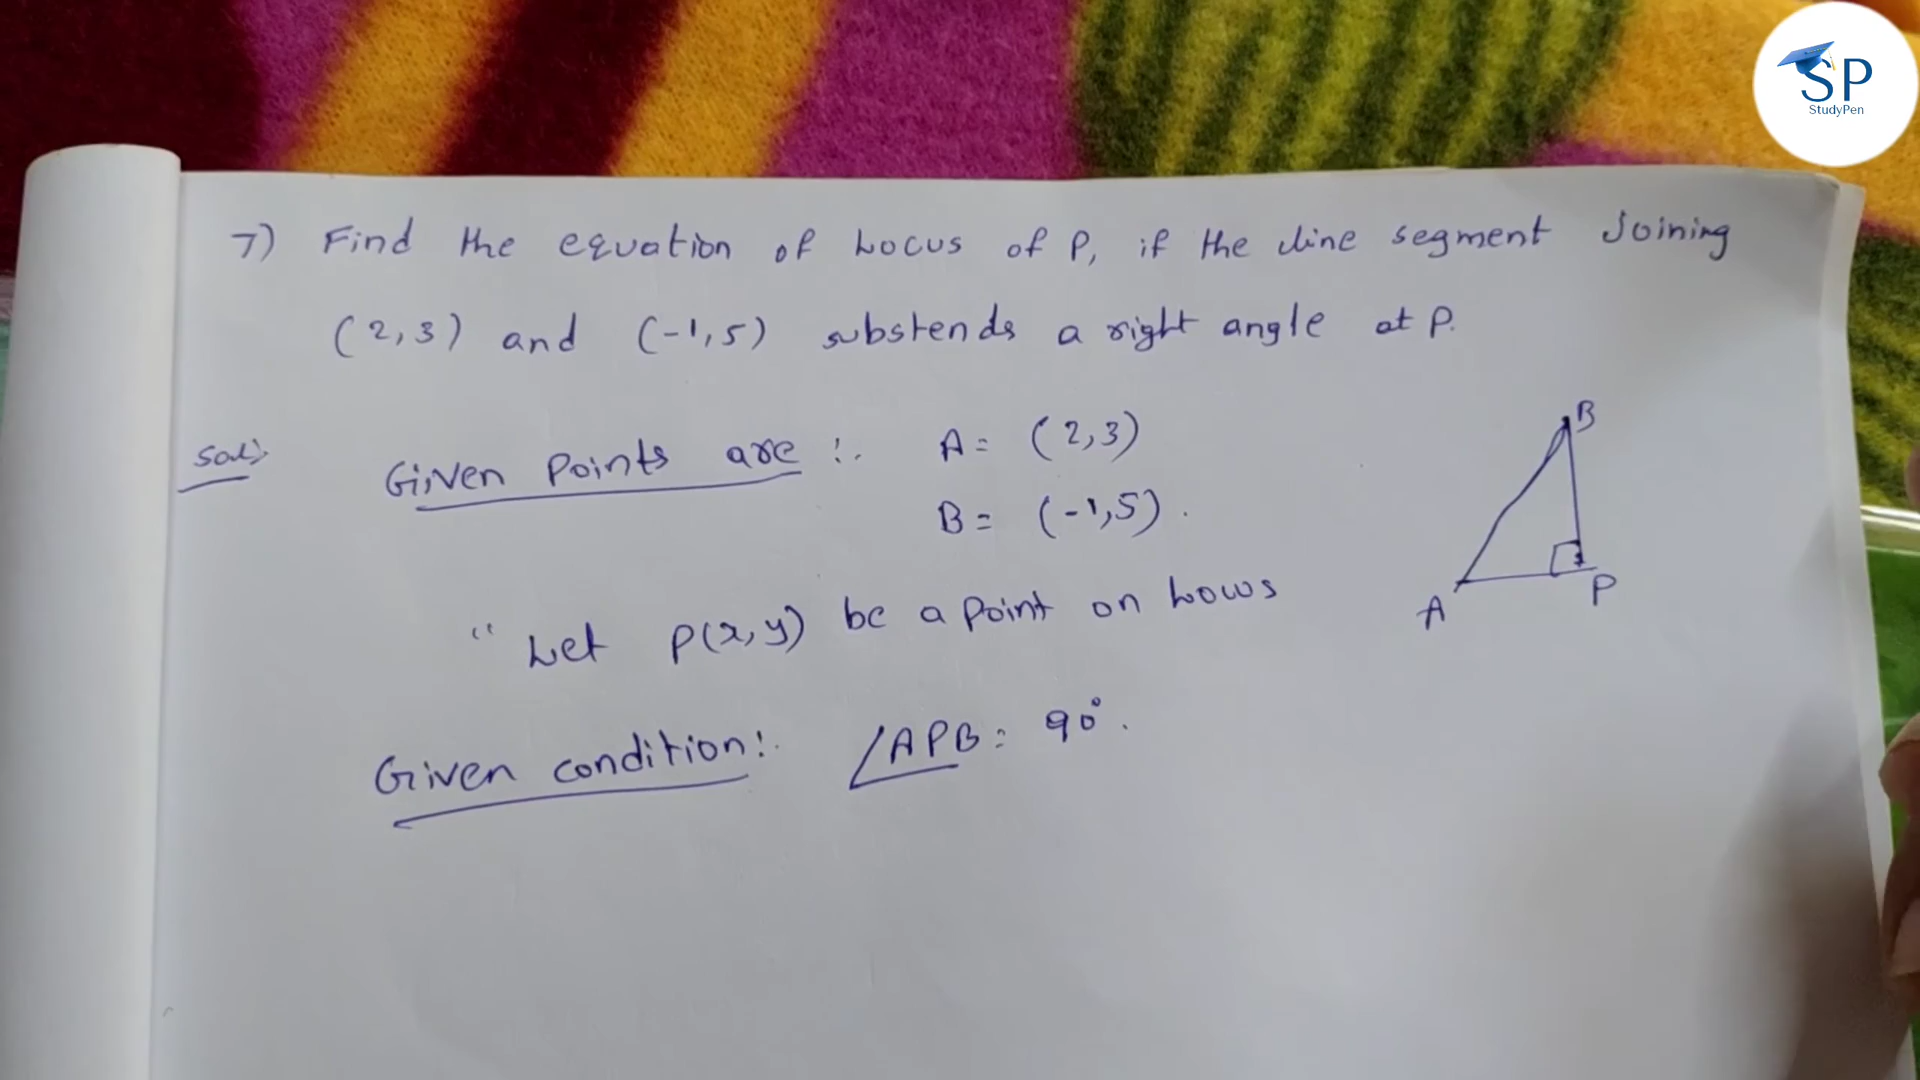 SP
StudyPen
7) Find the equation of Locus of P, if the line segment Joining
(2,3) and (-1,5) substends a right angle at P.
Sol:
Given Points are :- A = (2,3)
B = (-1,5).
B
A
P
" Let P(x,y) be a Point on Locus
Given condition:- ∠APB = 90°.